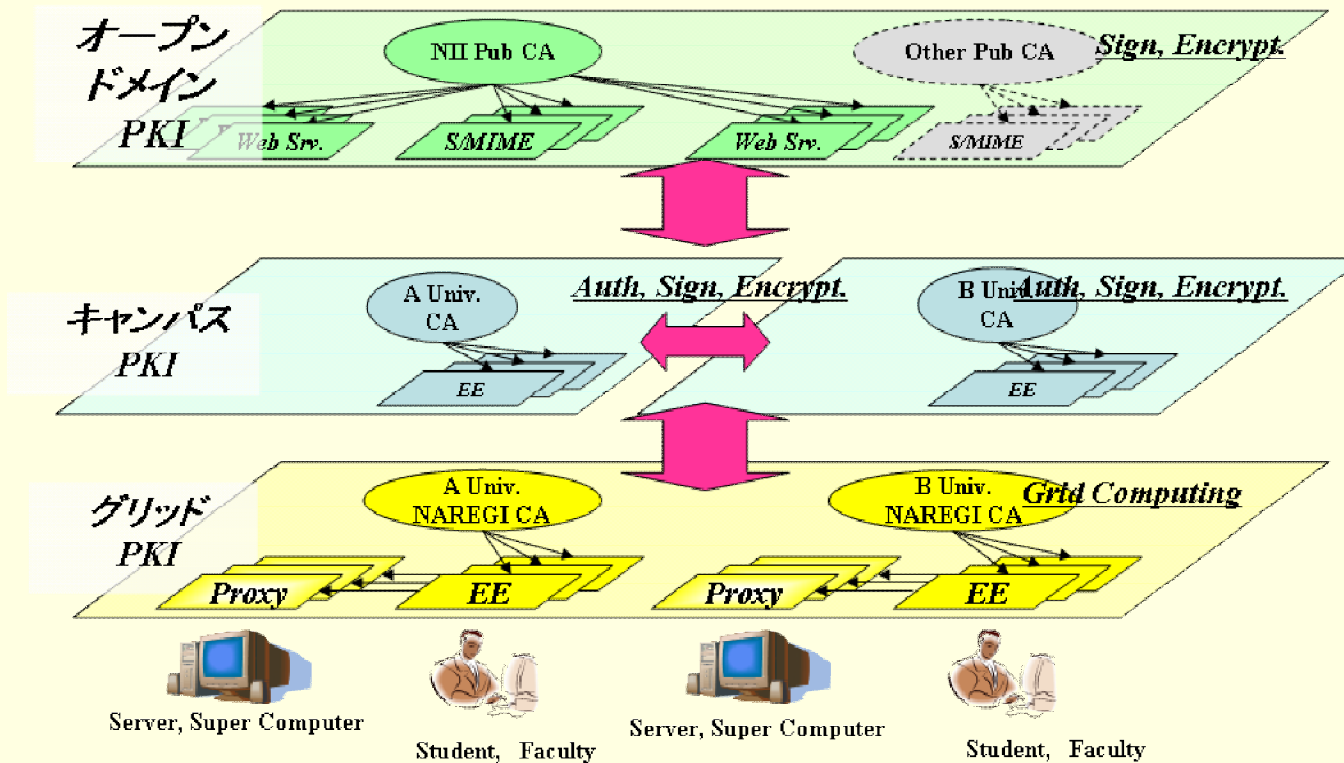 オープン
ドメイン
PKI
NII Pub CA
Other Pub CA
Sign, Encrypt.
Web Srv.
S/MIME
Web Srv.
S/MIME
キャンパス
PKI
A Univ.
CA
Auth, Sign, Encrypt.
B Univ.
CA
Auth, Sign, Encrypt.
EE
EE
グリッド
PKI
A Univ.
NAREGI CA
B Univ.
NAREGI CA
Grid Computing
Proxy
EE
Proxy
EE
Server, Super Computer
Student, Faculty
Server, Super Computer
Student, Faculty